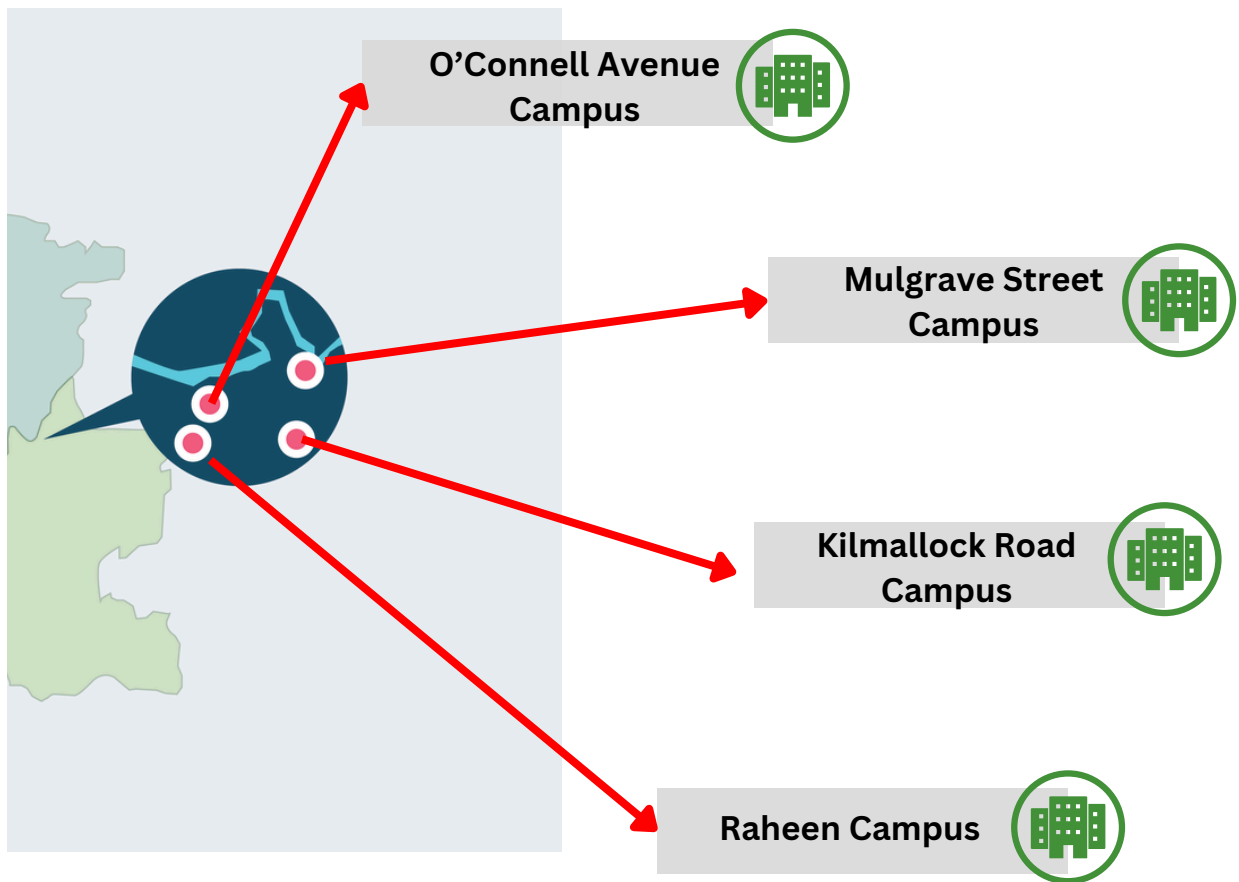 O’Connell Avenue
Campus
Mulgrave Street
Campus
Kilmallock Road
Campus
Raheen Campus